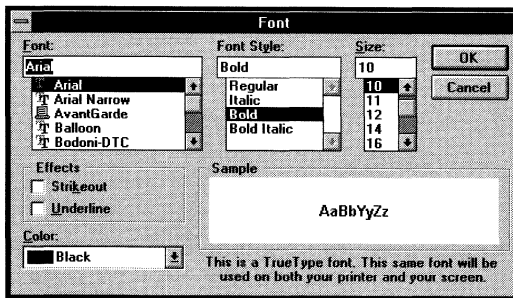 Font
Font:
Font Style:
Size:
Arial
Bold
10
OK
Cancel
Arial
Arial Narrow
AvantGarde
Balloon
Bodoni-DTC
Regular
Italic
Bold
Bold Italic
10
11
12
14
16
Effects
Strikeout
Underline
Color:
Black
Sample
AaBbYyZz
This is a TrueType font. This same font will be
used on both your printer and your screen.